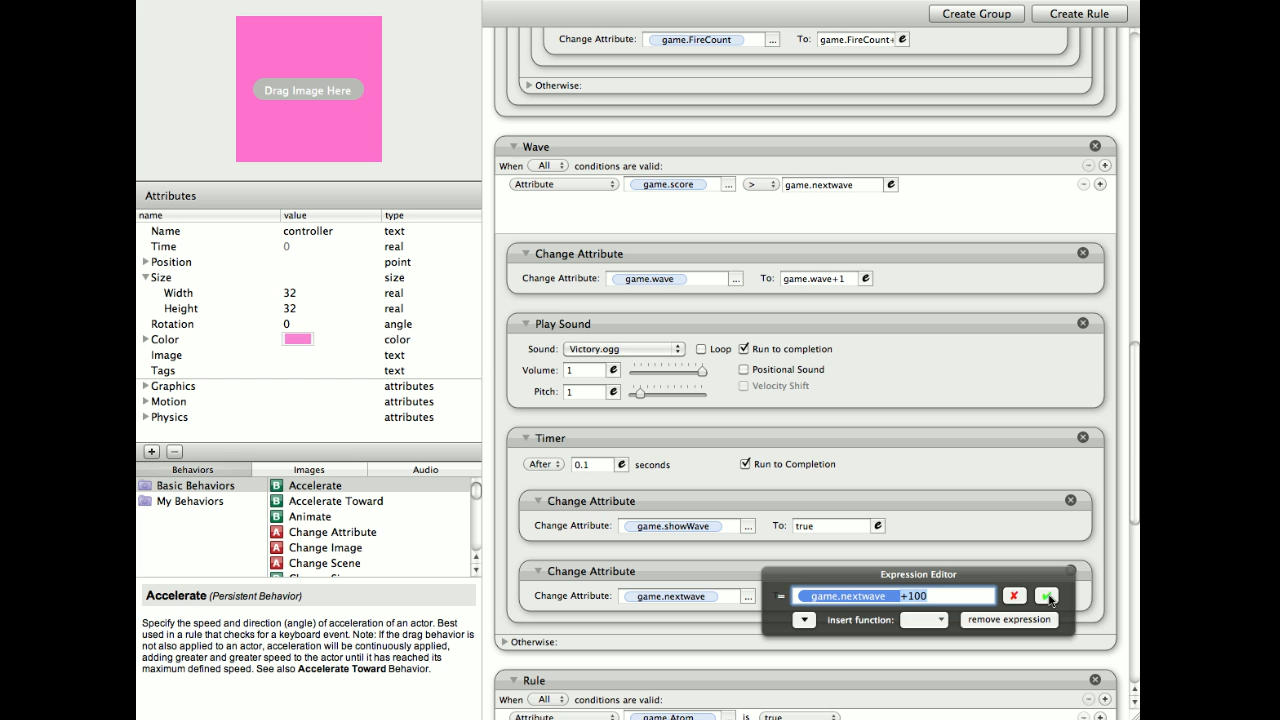 Create Group
Create Rule
Drag Image Here
Change Attribute: game.FireCount ... To: game.FireCount+ e
Otherwise:
Wave
When All conditions are valid:
Attribute game.score ... > game.nextwave e
Change Attribute
Change Attribute: game.wave ... To: game.wave+1 e
Play Sound
Sound: Victory.ogg Loop Run to completion
Volume: 1 e Positional Sound
Velocity Shift
Pitch: 1 e
Timer
After 0.1 e seconds Run to Completion
Change Attribute
Change Attribute: game.showWave ... To: true e
Change Attribute
Change Attribute: game.nextwave ...
Expression Editor
= game.nextwave +100
insert function: remove expression
Otherwise:
Rule
When All conditions are valid:
Attribute game.Atom is true
Attributes
name value type
Name controller text
Time 0 real
Position point
Size size
Width 32 real
Height 32 real
Rotation 0 angle
Color color
Image text
Tags text
Graphics attributes
Motion attributes
Physics attributes
Behaviors Images Audio
Basic Behaviors
My Behaviors
B Accelerate
B Accelerate Toward
B Animate
A Change Attribute
A Change Image
A Change Scene
Accelerate (Persistent Behavior)
Specify the speed and direction (angle) of acceleration of an actor. Best
used in a rule that checks for a keyboard event. Note: If the drag behavior is
not also applied to an actor, acceleration will be continuously applied,
adding greater and greater speed to the actor until it has reached its
maximum defined speed. See also Accelerate Toward Behavior.